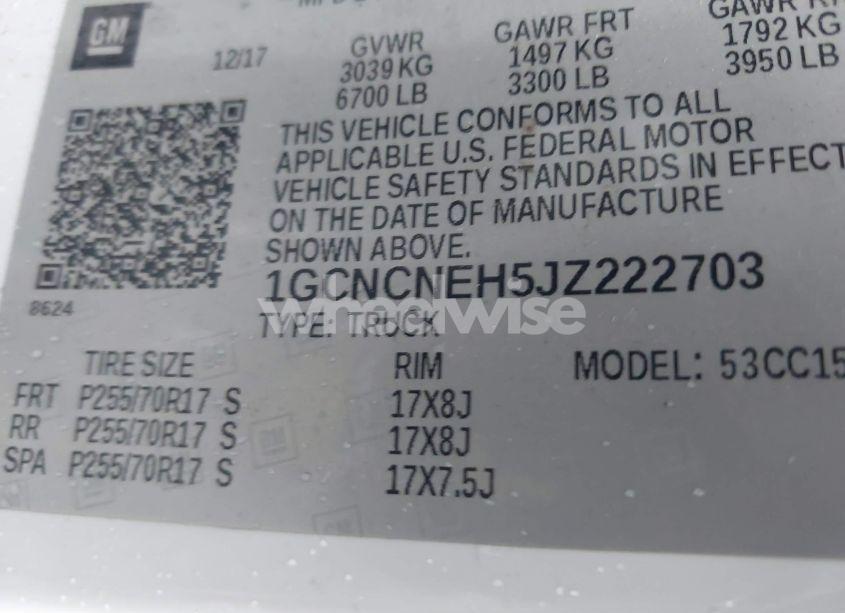 GM
12/17
GVWR
3039 KG
6700 LB
GAWR FRT
1497 KG
3300 LB
GAWR
1792 KG
3950 LB
THIS VEHICLE CONFORMS TO ALL
APPLICABLE U.S. FEDERAL MOTOR
VEHICLE SAFETY STANDARDS IN EFFECT
ON THE DATE OF MANUFACTURE
SHOWN ABOVE.
1GCNCNEH5JZ222703
8624
wheelwise
TYPE: TRUCK
TIRE SIZE RIM MODEL: 53CC15
FRT P255/70R17 S 17X8J
RR P255/70R17 S 17X8J
SPA P255/70R17 S 17X7.5J